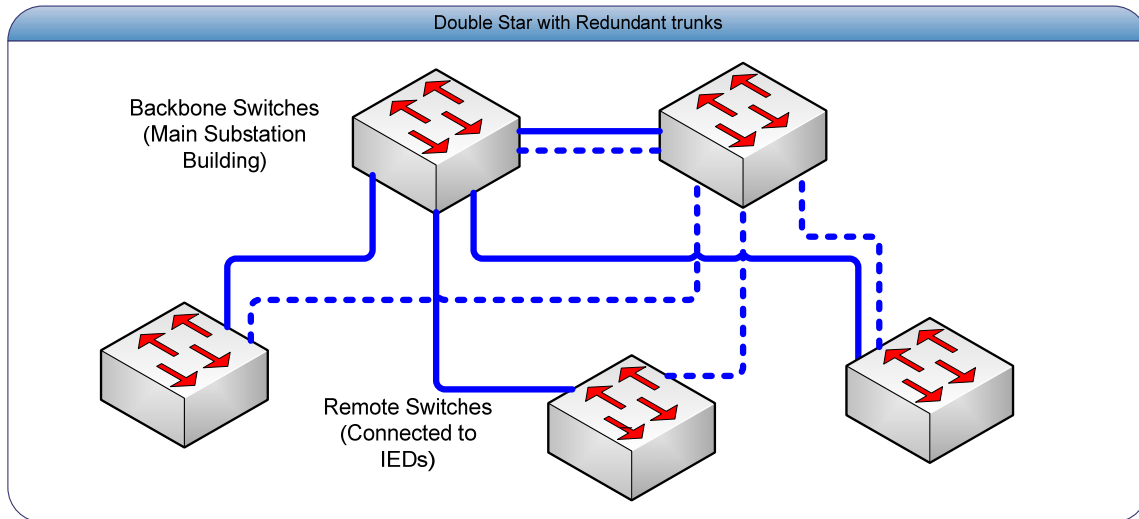 Double Star with Redundant trunks
Backbone Switches
(Main Substation
Building)
Remote Switches
(Connected to
IEDs)